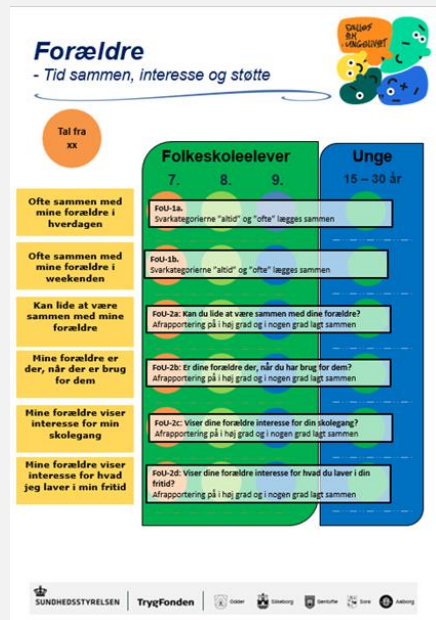 Forældre
- Tid sammen, interesse og støtte
SAMLES
OM
UNGELIVET
Tal fra
xx
Folkeskoleelever
Unge
7. 8. 9.
15 – 30 år
Ofte sammen med
mine forældre i
hverdagen
FoU-1a.
Svarkategorierne "altid" og "ofte" lægges sammen
Ofte sammen med
mine forældre i
weekenden
FoU-1b.
Svarkategorierne "altid" og "ofte" lægges sammen
Kan lide at være
sammen med mine
forældre
FoU-2a: Kan du lide at være sammen med dine forældre?
Afrapportering på i høj grad og i nogen grad lagt sammen
Mine forældre er
der, når der er brug
for dem
FoU-2b: Er dine forældre der, når du har brug for dem?
Afrapportering på i høj grad og i nogen grad lagt sammen
Mine forældre viser
interesse for min
skolegang
FoU-2c: Viser dine forældre interesse for din skolegang?
Afrapportering på i høj grad og i nogen grad lagt sammen
Mine forældre viser
interesse for hvad
jeg laver i min fritid
FoU-2d: Viser dine forældre interesse for hvad du laver i din
fritid?
Afrapportering på i høj grad og i nogen grad lagt sammen
SUNDHEDSSTYRELSEN TrygFonden Odder Silkeborg Gentofte Sorø Aalborg